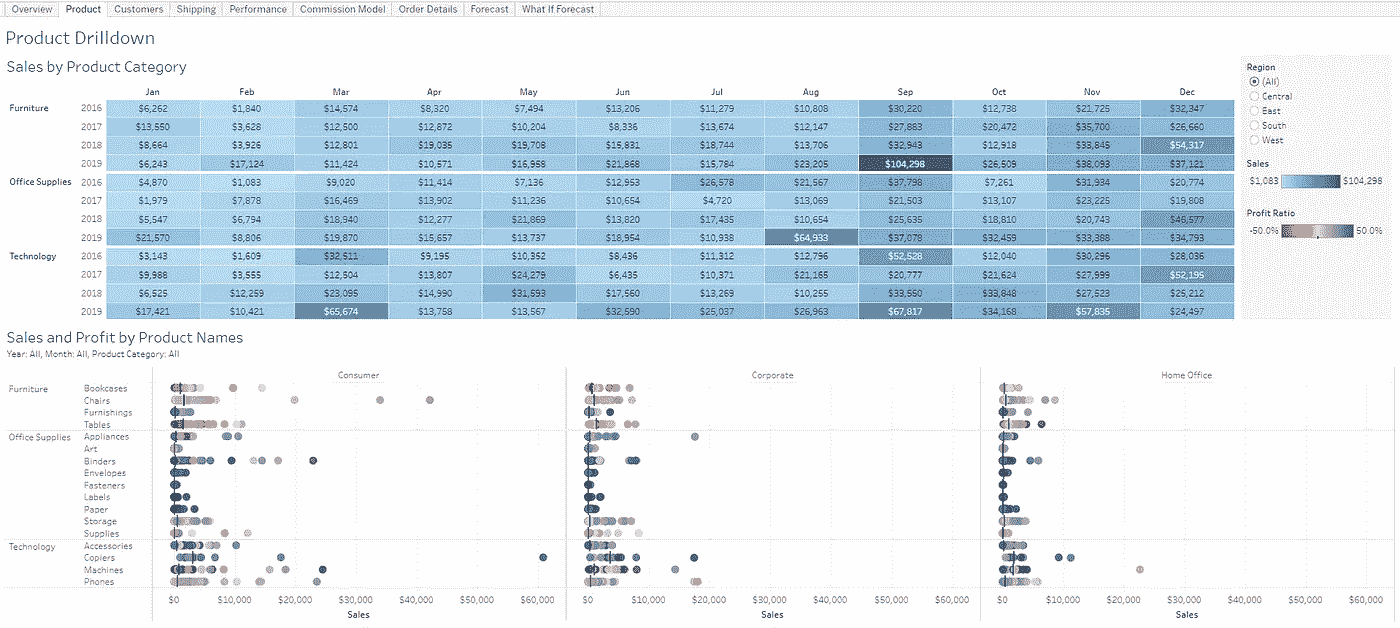 Overview Product Customers Shipping Performance Commission Model Order Details Forecast What If Forecast
Product Drilldown
Sales by Product Category
Jan Feb Mar Apr May Jun Jul Aug Sep Oct Nov Dec
Furniture 2016 $6,262 $1,840 $14,574 $8,320 $7,494 $13,206 $11,279 $10,808 $30,220 $12,738 $21,725 $32,347
2017 $13,550 $3,628 $12,500 $12,872 $10,204 $8,336 $13,674 $12,147 $27,883 $20,472 $35,700 $26,660
2018 $8,664 $3,926 $12,801 $19,035 $19,708 $15,831 $18,744 $13,706 $32,943 $12,918 $33,845 $54,317
2019 $6,243 $17,124 $11,424 $10,571 $16,958 $21,868 $15,784 $23,205 $104,298 $26,509 $38,093 $37,121
Office Supplies 2016 $4,870 $1,083 $9,020 $11,414 $7,136 $12,953 $26,578 $21,567 $37,798 $7,261 $31,934 $20,774
2017 $1,979 $7,878 $16,469 $13,902 $11,236 $10,654 $4,720 $13,069 $21,503 $13,107 $23,225 $19,808
2018 $5,547 $6,794 $18,940 $12,277 $21,869 $13,820 $17,435 $10,654 $25,635 $18,810 $20,743 $46,577
2019 $21,570 $8,806 $19,870 $15,657 $13,737 $18,954 $10,938 $64,933 $37,078 $32,459 $33,388 $34,793
Technology 2016 $3,143 $1,609 $32,511 $9,195 $10,352 $8,436 $11,312 $12,796 $52,528 $12,040 $30,296 $28,036
2017 $9,988 $3,555 $12,504 $13,807 $24,279 $6,435 $10,371 $21,165 $20,777 $21,624 $27,999 $52,195
2018 $6,525 $12,259 $23,095 $14,990 $31,593 $17,560 $13,269 $10,255 $33,550 $33,848 $27,523 $25,212
2019 $17,421 $10,421 $65,674 $13,758 $13,567 $32,590 $25,037 $26,963 $67,817 $34,168 $57,835 $24,497
Region
(All)
Central
East
South
West
Sales
$1,083 $104,298
Profit Ratio
-50.0% 50.0%
Sales and Profit by Product Names
Year: All, Month: All, Product Category: All
Consumer Corporate Home Office
Furniture Bookcases
Chairs
Furnishings
Tables
Office Supplies Appliances
Art
Binders
Envelopes
Fasteners
Labels
Paper
Storage
Supplies
Technology Accessories
Copiers
Machines
Phones
$0 $10,000 $20,000 $30,000 $40,000 $50,000 $60,000 $0 $10,000 $20,000 $30,000 $40,000 $50,000 $60,000 $0 $10,000 $20,000 $30,000 $40,000 $50,000 $60,000
Sales Sales Sales